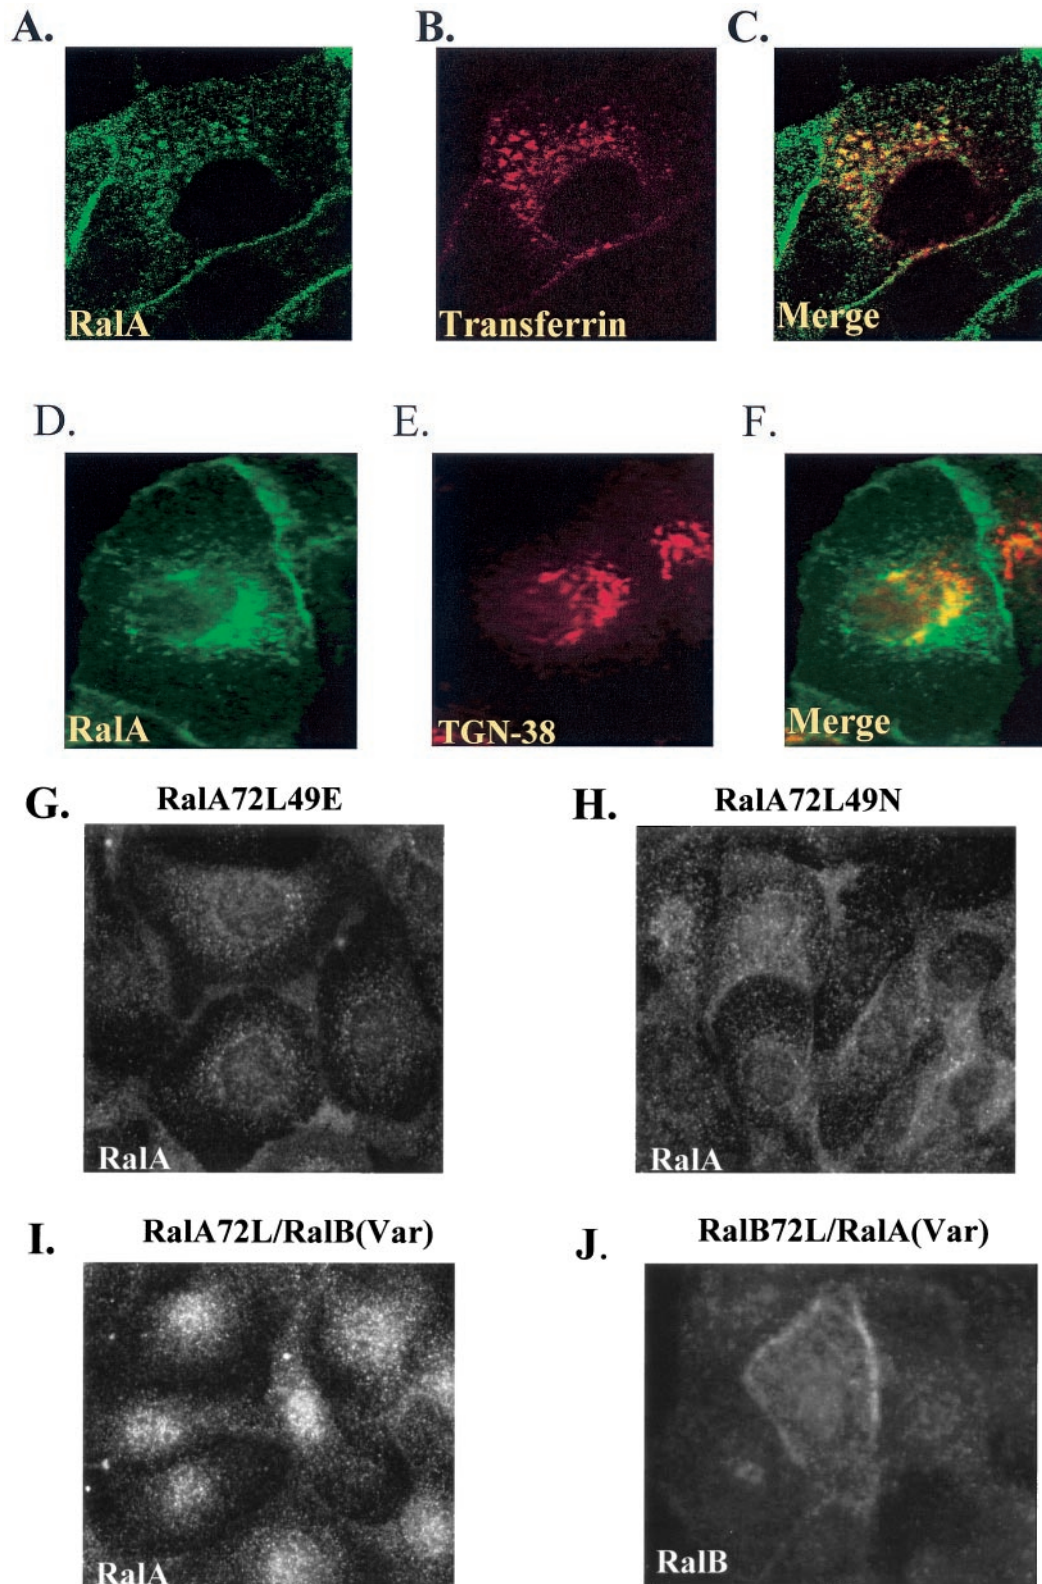 A.
B.
C.
RalA
Transferrin
Merge
D.
E.
F.
RalA
TGN-38
Merge
G.
RalA72L49E
H.
RalA72L49N
RalA
RalA
I.
RalA72L/RalB(Var)
J.
RalB72L/RalA(Var)
RalA
RalB